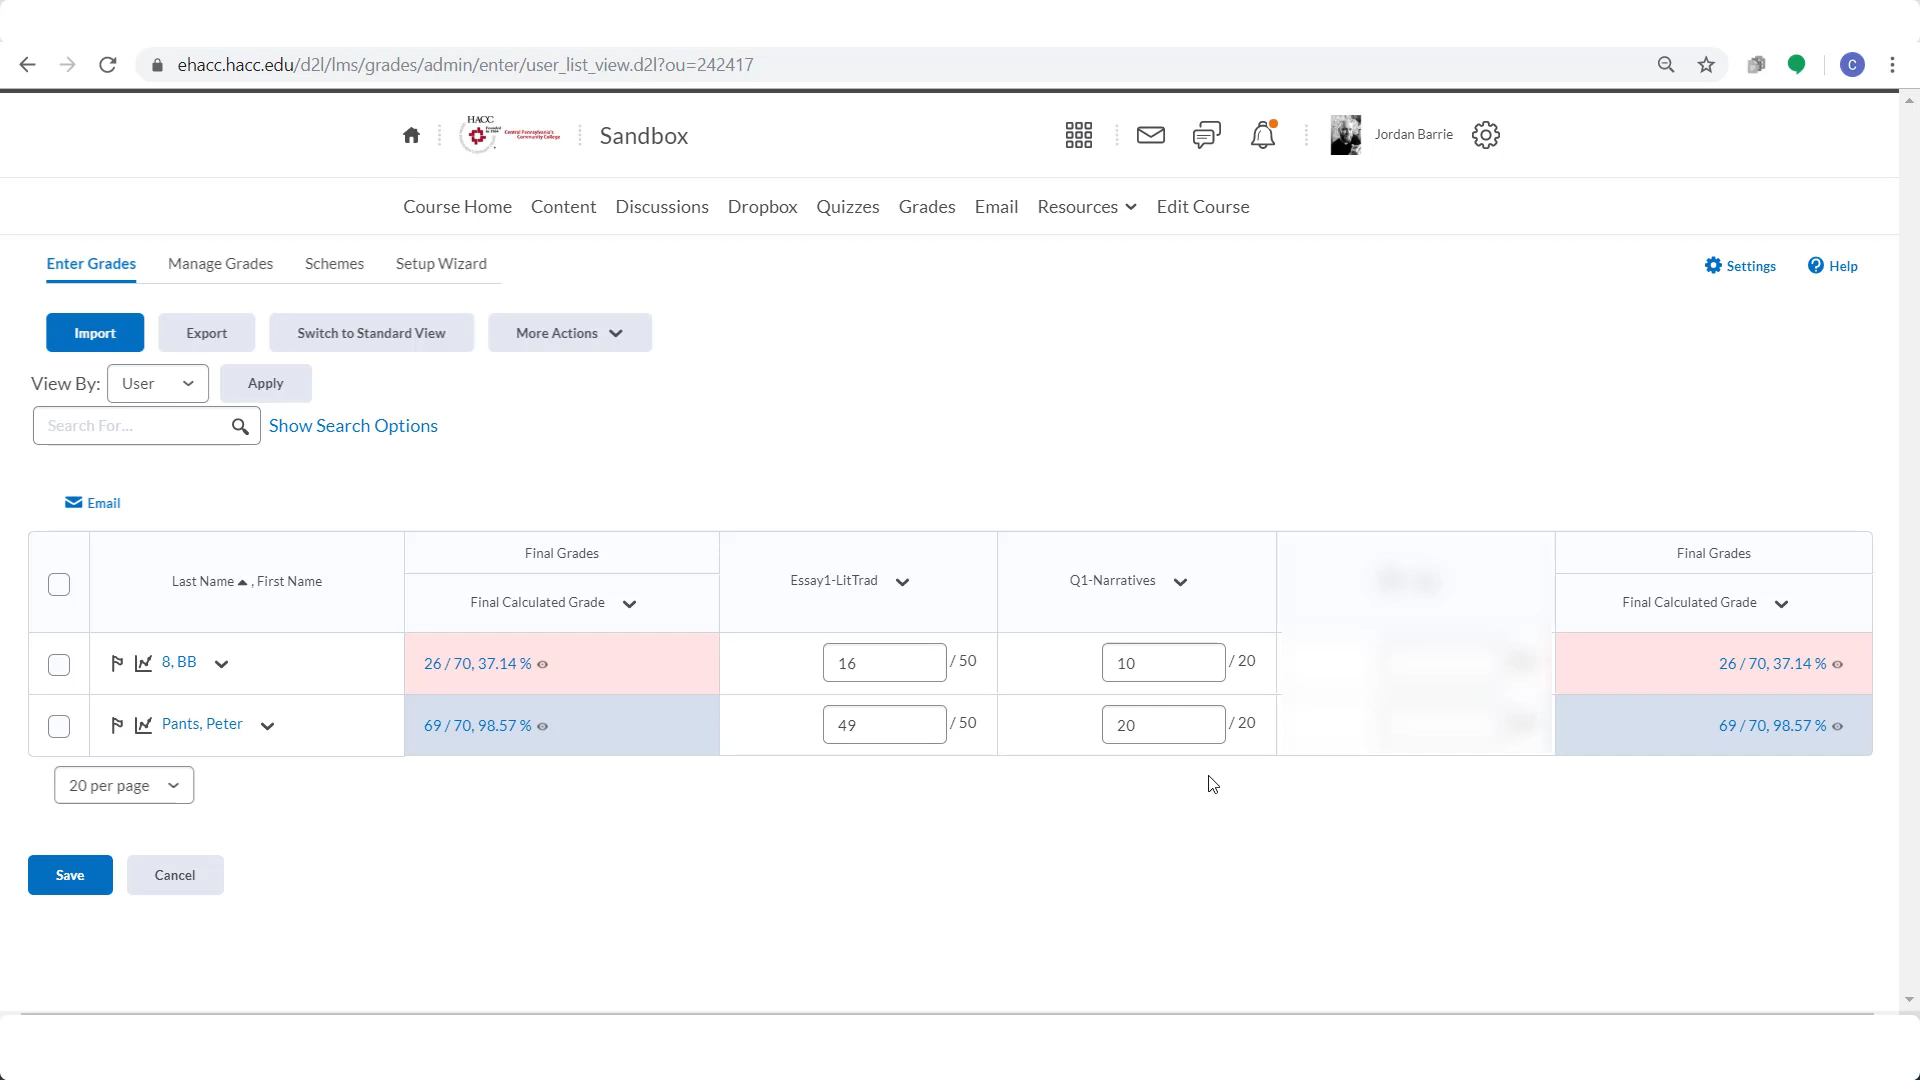 ehacc.hacc.edu/d2l/lms/grades/admin/enter/user_list_view.d2l?ou=242417
C
HACC
Central Pennsylvania's
Community College
Sandbox
Jordan Barrie
Course Home Content Discussions Dropbox Quizzes Grades Email Resources Edit Course
Enter Grades Manage Grades Schemes Setup Wizard
Settings Help
Import Export Switch to Standard View More Actions
View By: User Apply
Search For... Show Search Options
Email
Final Grades Final Grades
Last Name , First Name Essay1-LitTrad Q1-Narratives
Final Calculated Grade Final Calculated Grade
8, BB 26 / 70, 37.14 % 16 / 50 10 / 20 26 / 70, 37.14 %
Pants, Peter 69 / 70, 98.57 % 49 / 50 20 / 20 69 / 70, 98.57 %
20 per page
Save Cancel